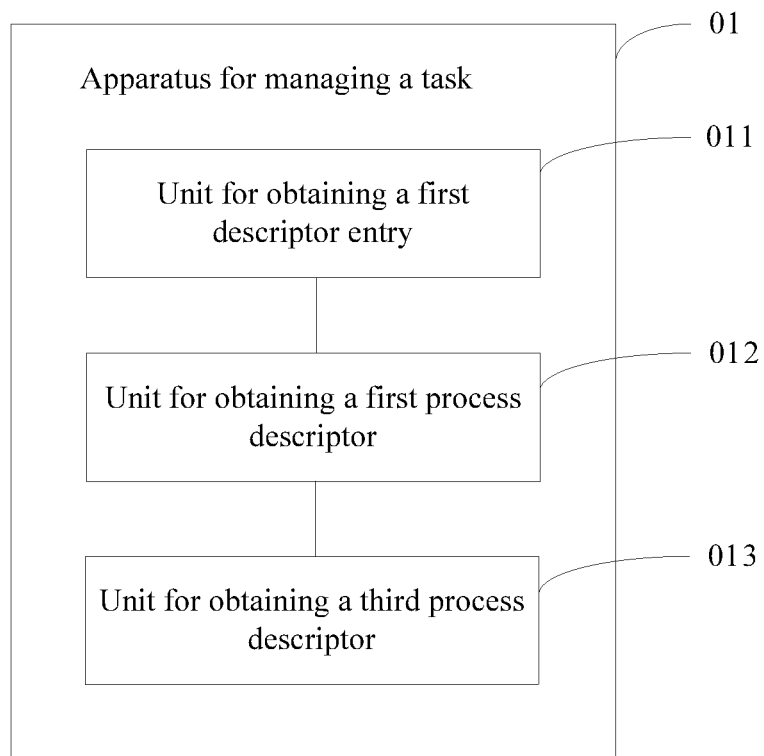 01
Apparatus for managing a task
011
Unit for obtaining a first
descriptor entry
012
Unit for obtaining a first process
descriptor
013
Unit for obtaining a third process
descriptor